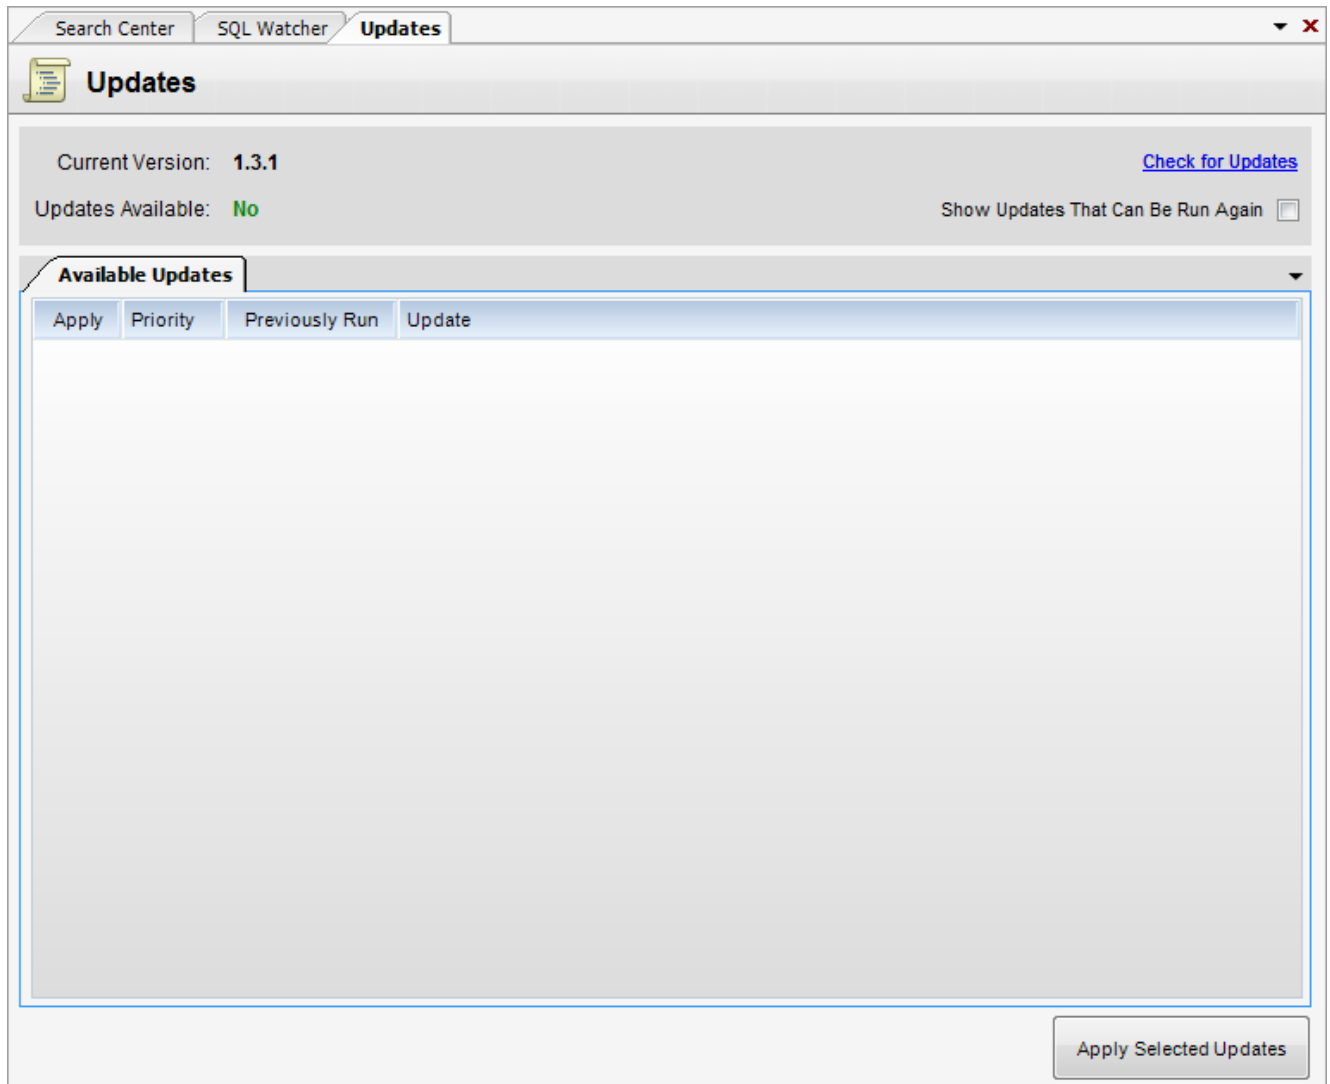 Search Center SQL Watcher Updates
Updates
Current Version: 1.3.1 Check for Updates
Updates Available: No Show Updates That Can Be Run Again
Available Updates
Apply Priority Previously Run Update
Apply Selected Updates